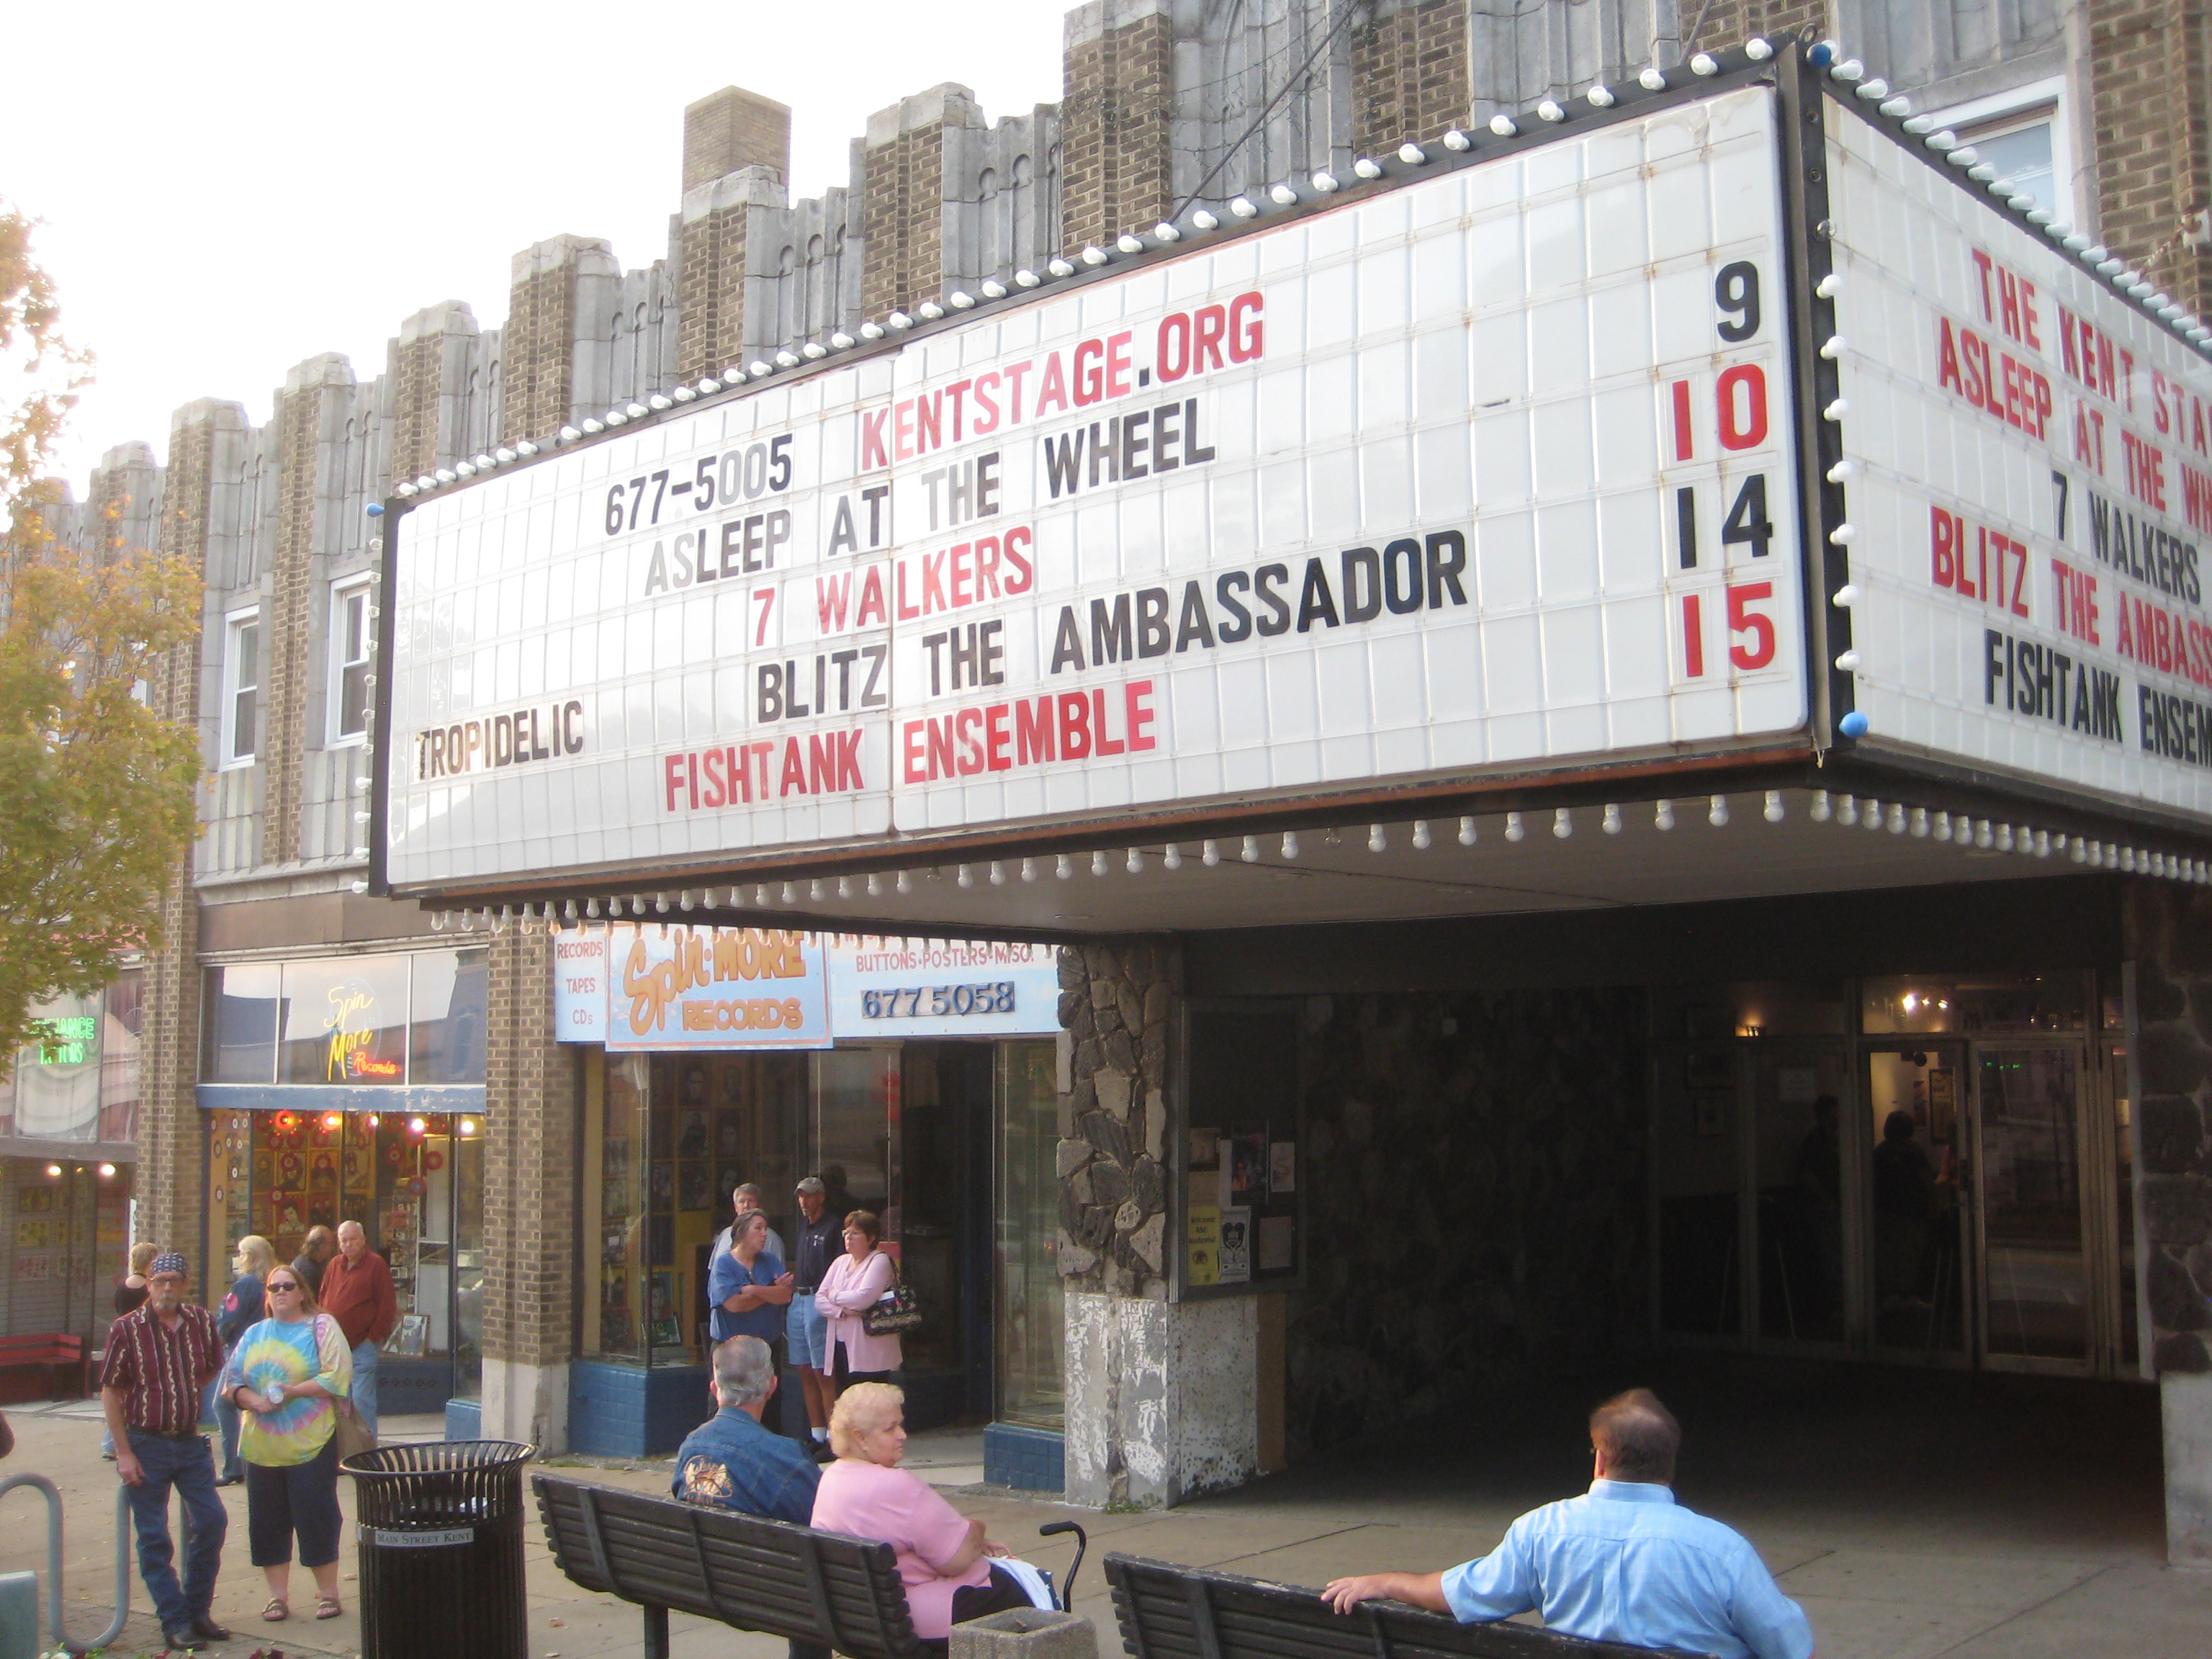 677-5005 KENTSTAGE.ORG
ASLEEP AT THE WHEEL 9
7 WALKERS 10
BLITZ THE AMBASSADOR 14
TROPIDELIC FISHTANK ENSEMBLE 15
THE KENT STA
ASLEEP AT THE WH
7 WALKERS
BLITZ THE AMBASS
FISHTANK ENSEM
RECORDS
TAPES
CDs
Spin-MORE
RECORDS
BUTTONS-POSTERS-MISC.
677 5058
Spin
More
Records
MAIN STREET KENT